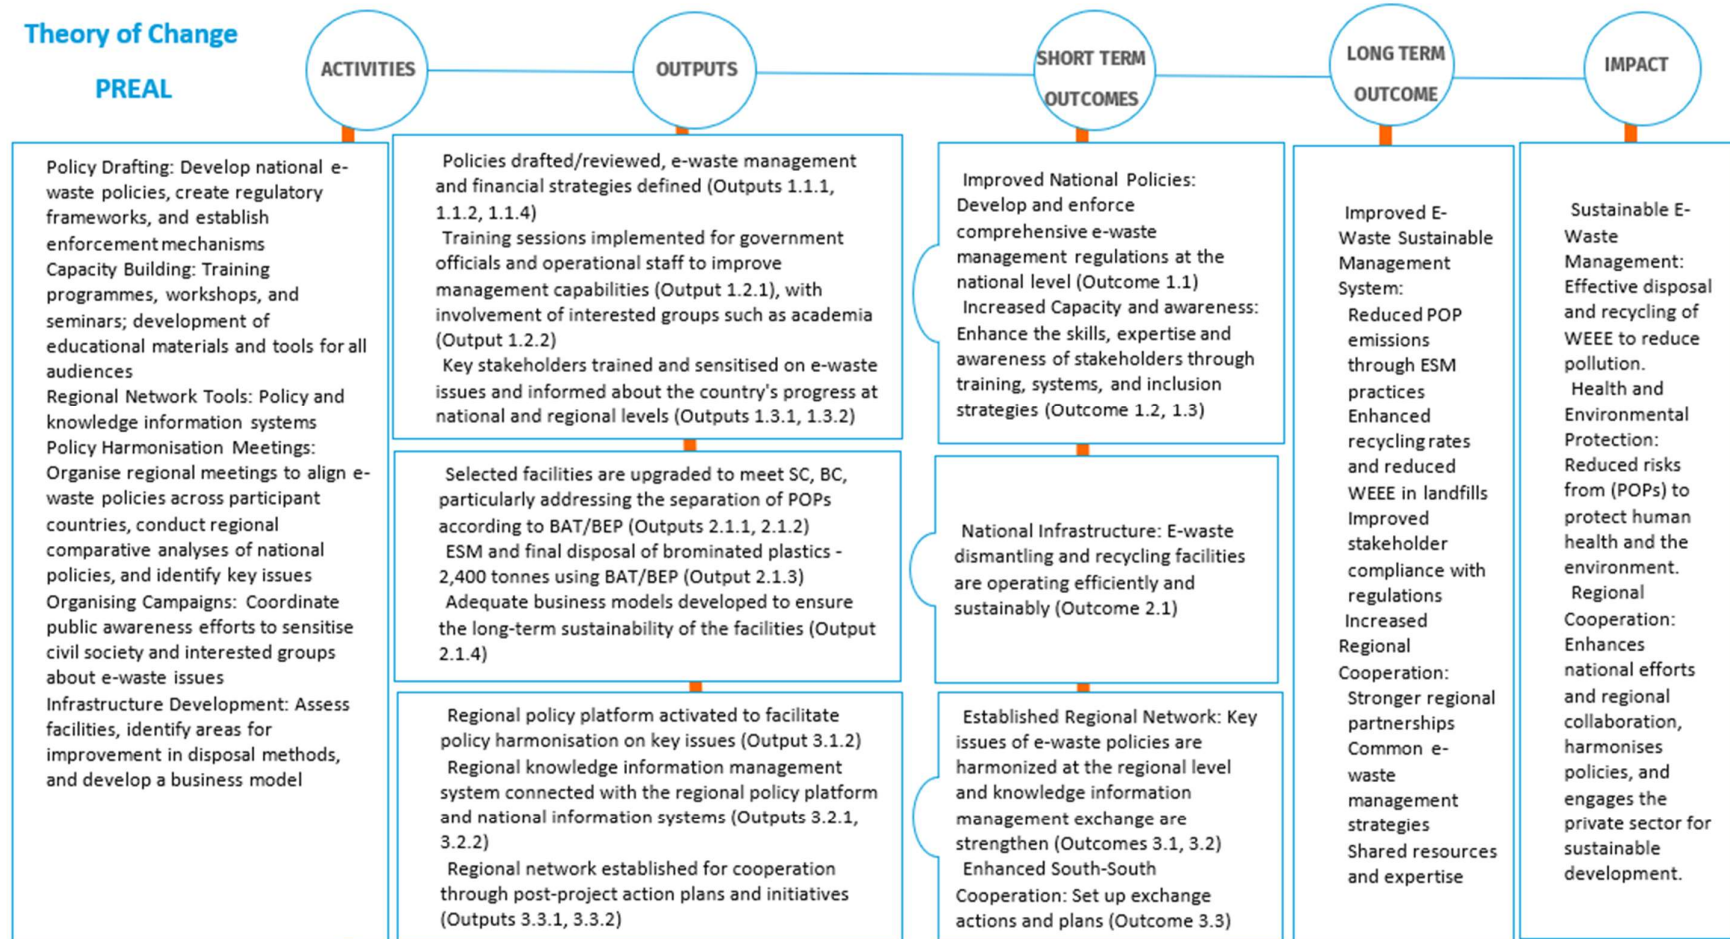 Theory of Change
PREAL
ACTIVITIES
OUTPUTS
SHORT TERM
OUTCOMES
LONG TERM
OUTCOME
IMPACT
Policy Drafting: Develop national e-
waste policies, create regulatory
frameworks, and establish
enforcement mechanisms
Capacity Building: Training
programmes, workshops, and
seminars; development of
educational materials and tools for all
audiences
Regional Network Tools: Policy and
knowledge information systems
Policy Harmonisation Meetings:
Organise regional meetings to align e-
waste policies across participant
countries, conduct regional
comparative analyses of national
policies, and identify key issues
Organising Campaigns: Coordinate
public awareness efforts to sensitise
civil society and interested groups
about e-waste issues
Infrastructure Development: Assess
facilities, identify areas for
improvement in disposal methods,
and develop a business model
Policies drafted/reviewed, e-waste management
and financial strategies defined (Outputs 1.1.1,
1.1.2, 1.1.4)
Training sessions implemented for government
officials and operational staff to improve
management capabilities (Output 1.2.1), with
involvement of interested groups such as academia
(Output 1.2.2)
Key stakeholders trained and sensitised on e-waste
issues and informed about the country's progress at
national and regional levels (Outputs 1.3.1, 1.3.2)
Selected facilities are upgraded to meet SC, BC,
particularly addressing the separation of POPs
according to BAT/BEP (Outputs 2.1.1, 2.1.2)
ESM and final disposal of brominated plastics -
2,400 tonnes using BAT/BEP (Output 2.1.3)
Adequate business models developed to ensure
the long-term sustainability of the facilities (Output
2.1.4)
Regional policy platform activated to facilitate
policy harmonisation on key issues (Output 3.1.2)
Regional knowledge information management
system connected with the regional policy platform
and national information systems (Outputs 3.2.1,
3.2.2)
Regional network established for cooperation
through post-project action plans and initiatives
(Outputs 3.3.1, 3.3.2)
Improved National Policies:
Develop and enforce
comprehensive e-waste
management regulations at the
national level (Outcome 1.1)
Increased Capacity and awareness:
Enhance the skills, expertise and
awareness of stakeholders through
training, systems, and inclusion
strategies (Outcome 1.2, 1.3)
National Infrastructure: E-waste
dismantling and recycling facilities
are operating efficiently and
sustainably (Outcome 2.1)
Established Regional Network: Key
issues of e-waste policies are
harmonized at the regional level
and knowledge information
management exchange are
strengthen (Outcomes 3.1, 3.2)
Enhanced South-South
Cooperation: Set up exchange
actions and plans (Outcome 3.3)
Improved E-
Waste Sustainable
Management
System:
Reduced POP
emissions
through ESM
practices
Enhanced
recycling rates
and reduced
WEEE in landfills
Improved
stakeholder
compliance with
regulations
Increased
Regional
Cooperation:
Stronger regional
partnerships
Common e-
waste
management
strategies
Shared resources
and expertise
Sustainable E-
Waste
Management:
Effective disposal
and recycling of
WEEE to reduce
pollution.
Health and
Environmental
Protection:
Reduced risks
from (POPs) to
protect human
health and the
environment.
Regional
Cooperation:
Enhances
national efforts
and regional
collaboration,
harmonises
policies, and
engages the
private sector for
sustainable
development.